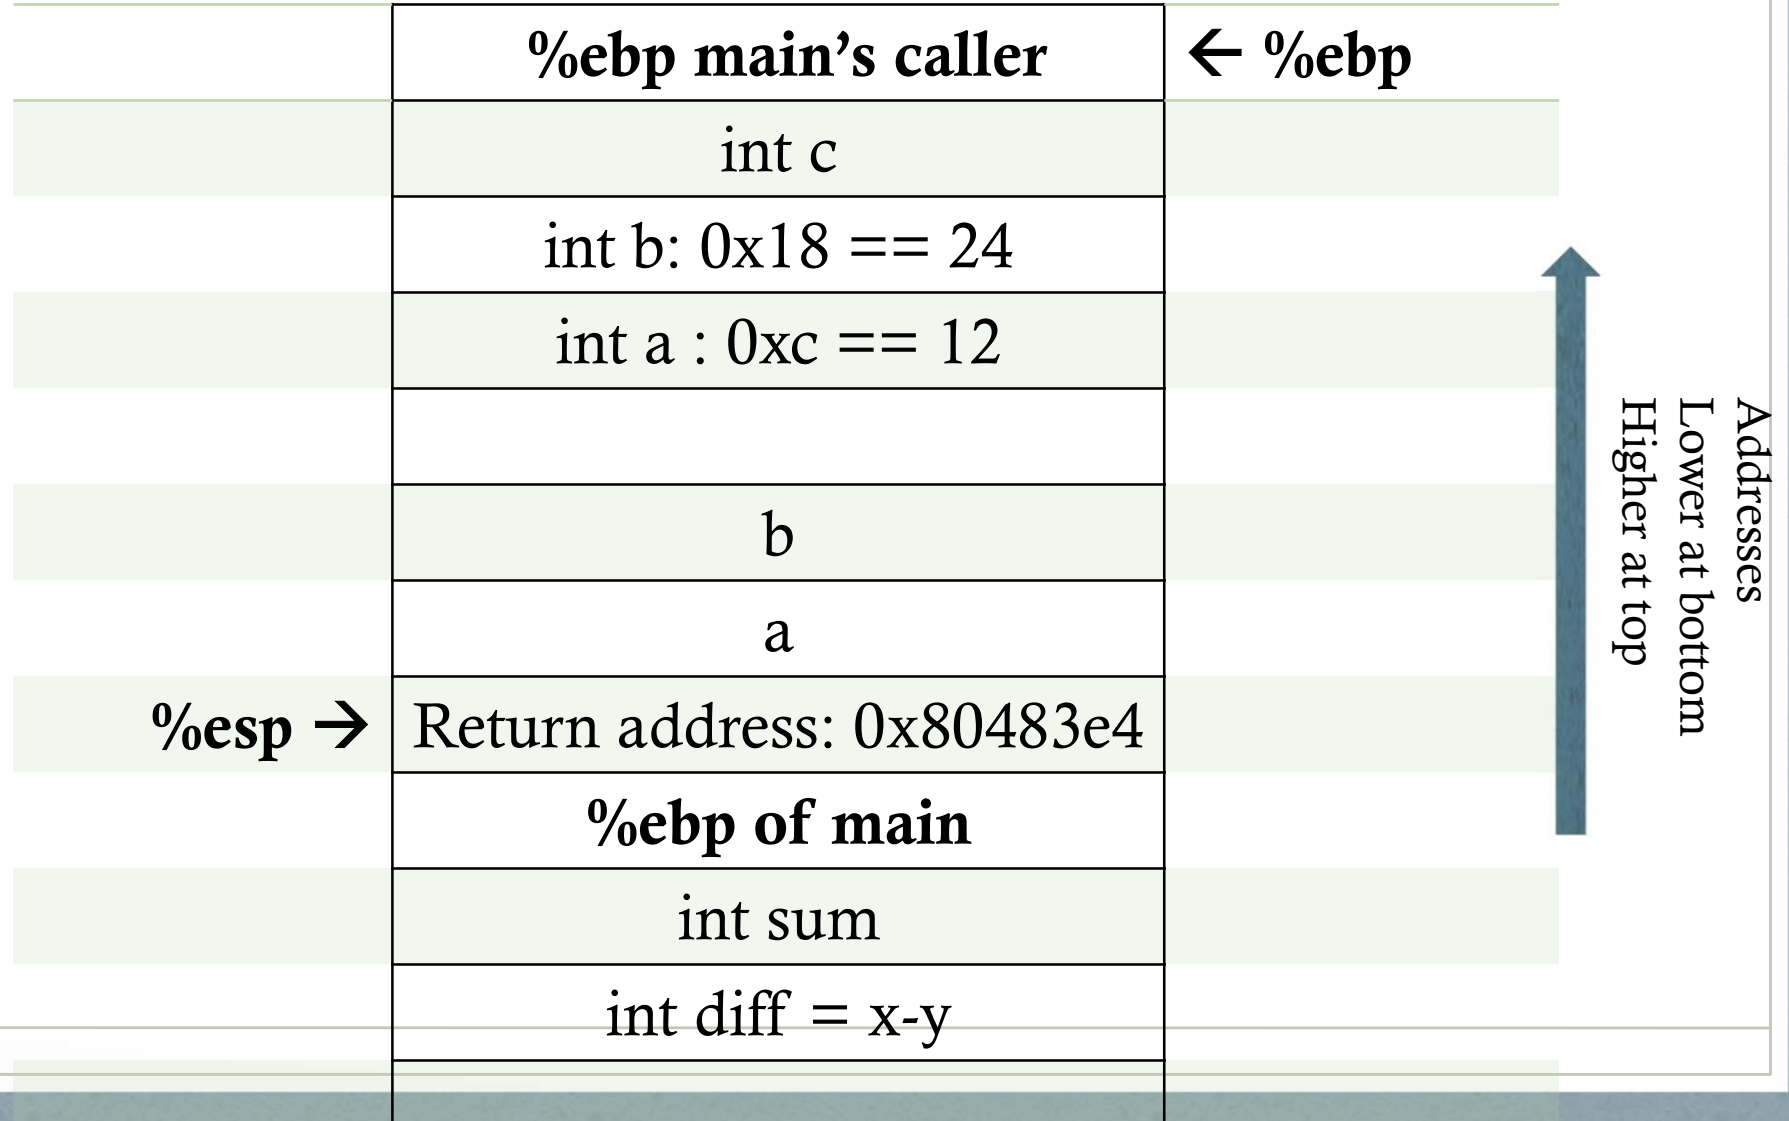 %ebp main’s caller
← %ebp
int c
int b: 0x18 == 24
int a : 0xc == 12
b
a
%esp →
Return address: 0x80483e4
%ebp of main
int sum
int diff = x-y
Addresses
Lower at bottom
Higher at top